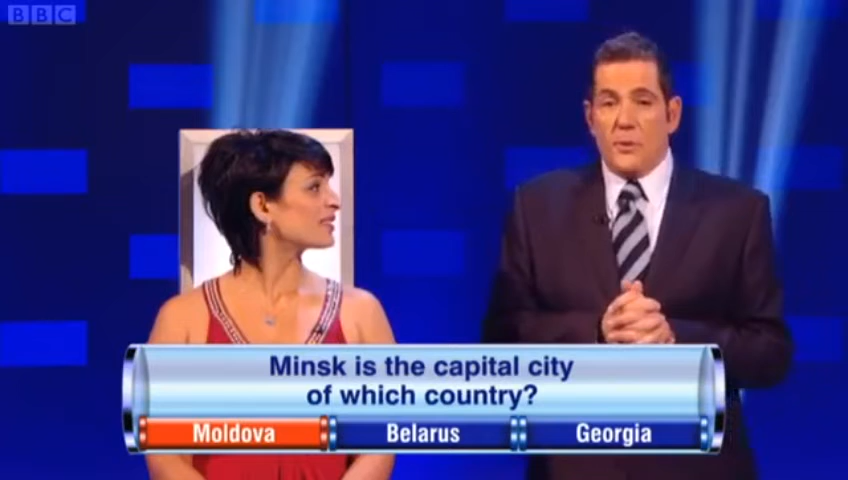 BBC
Minsk is the capital city
of which country?
Moldova Belarus Georgia